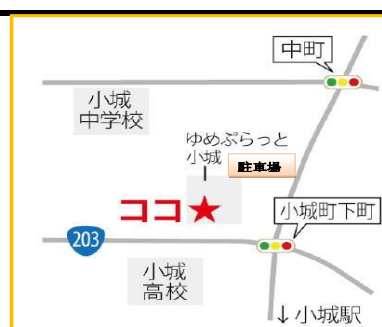 中町
小城
中学校
ゆめぷらっと
小城
駐車場
ココ★
小城町下町
203
小城
高校
↓小城駅